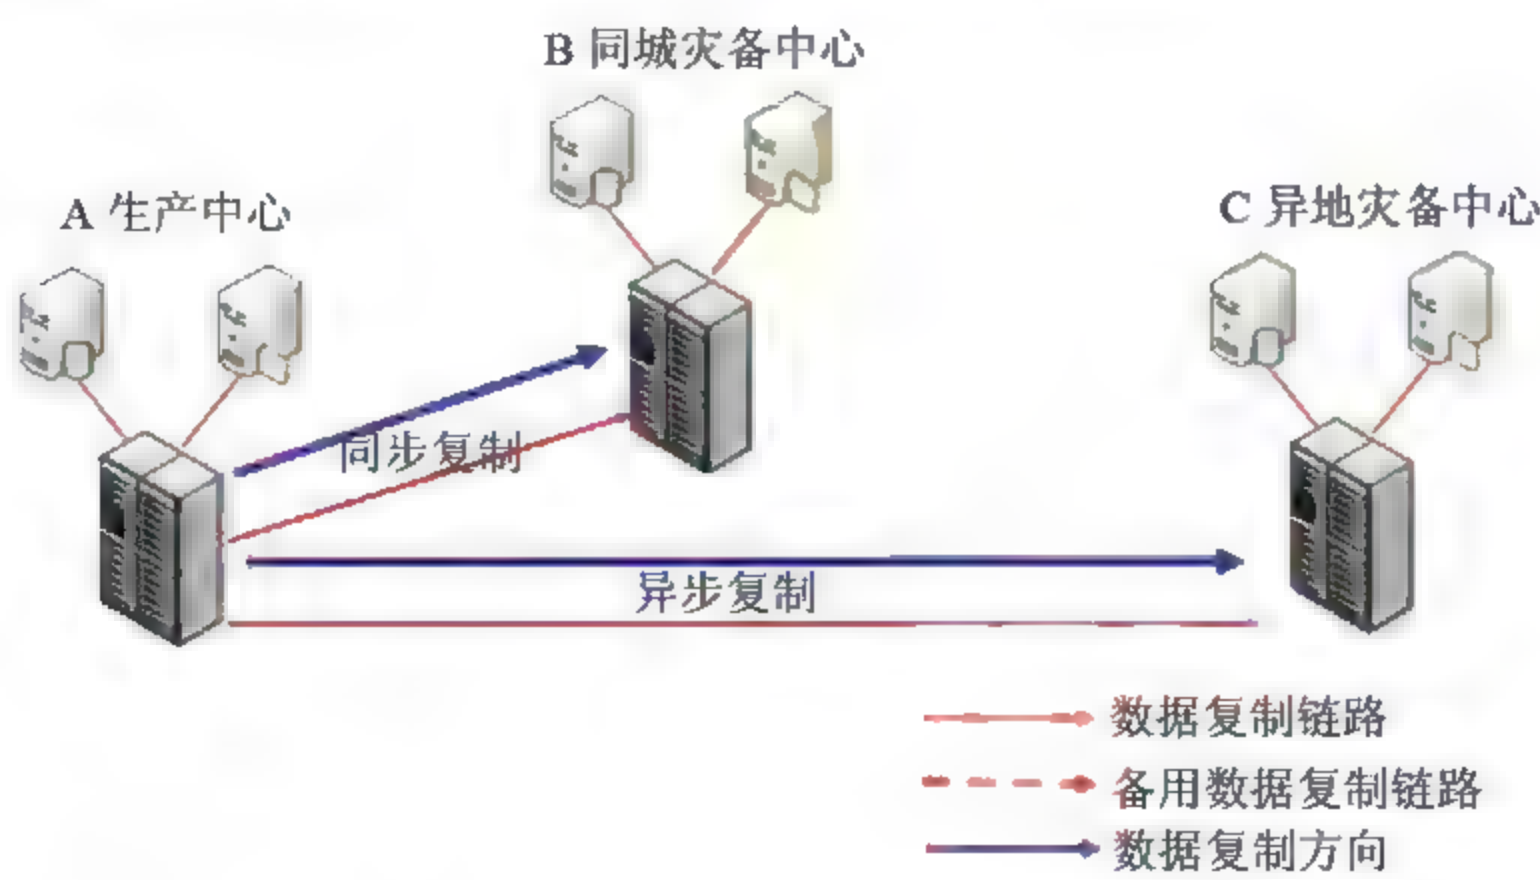 B 同城灾备中心
A 生产中心
C 异地灾备中心
同步复制
异步复制
数据复制链路
备用数据复制链路
数据复制方向